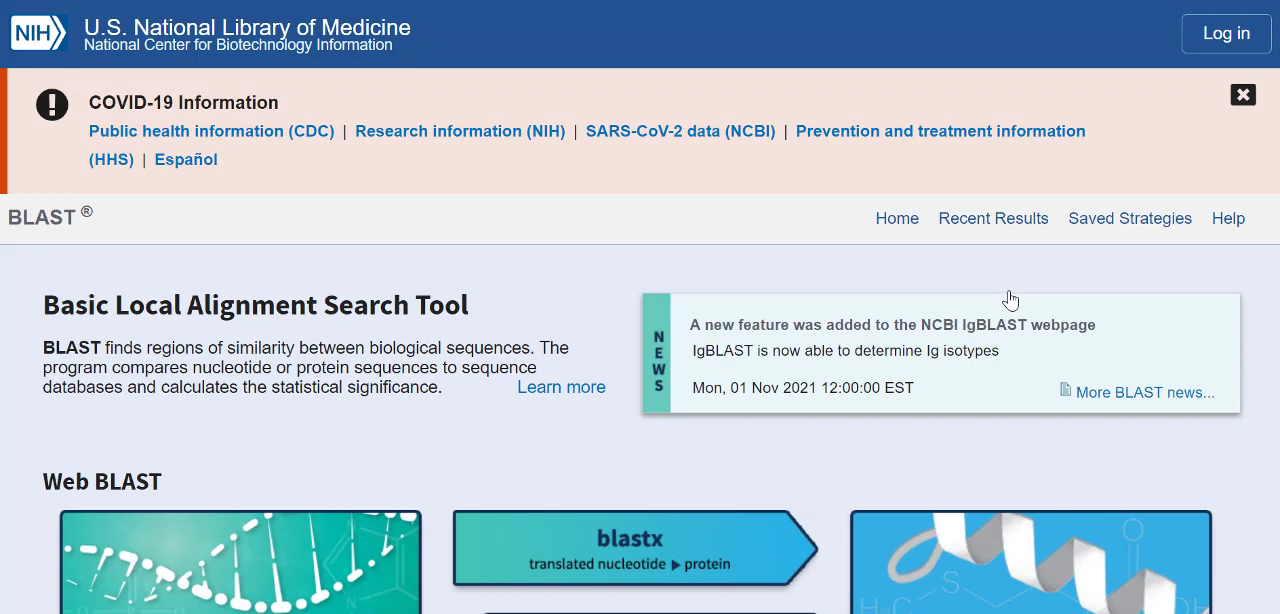 NIH
U.S. National Library of Medicine
National Center for Biotechnology Information
Log in
COVID-19 Information
Public health information (CDC) | Research information (NIH) | SARS-CoV-2 data (NCBI) | Prevention and treatment information
(HHS) | Español
BLAST ®
Home Recent Results Saved Strategies Help
Basic Local Alignment Search Tool
BLAST finds regions of similarity between biological sequences. The
program compares nucleotide or protein sequences to sequence
databases and calculates the statistical significance. Learn more
NEWS
A new feature was added to the NCBI IgBLAST webpage
IgBLAST is now able to determine Ig isotypes
Mon, 01 Nov 2021 12:00:00 EST
More BLAST news...
Web BLAST
blastx
translated nucleotide ▶ protein